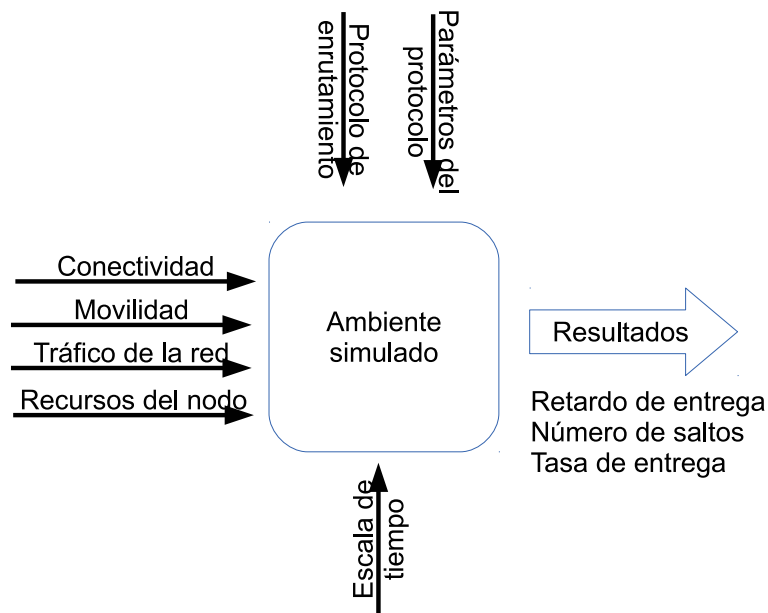 Protocolo de
enrutamiento
Parámetros del
protocolo
Conectividad
Movilidad
Tráfico de la red
Recursos del nodo
Ambiente
simulado
Resultados
Retardo de entrega
Número de saltos
Tasa de entrega
Escala de
tiempo